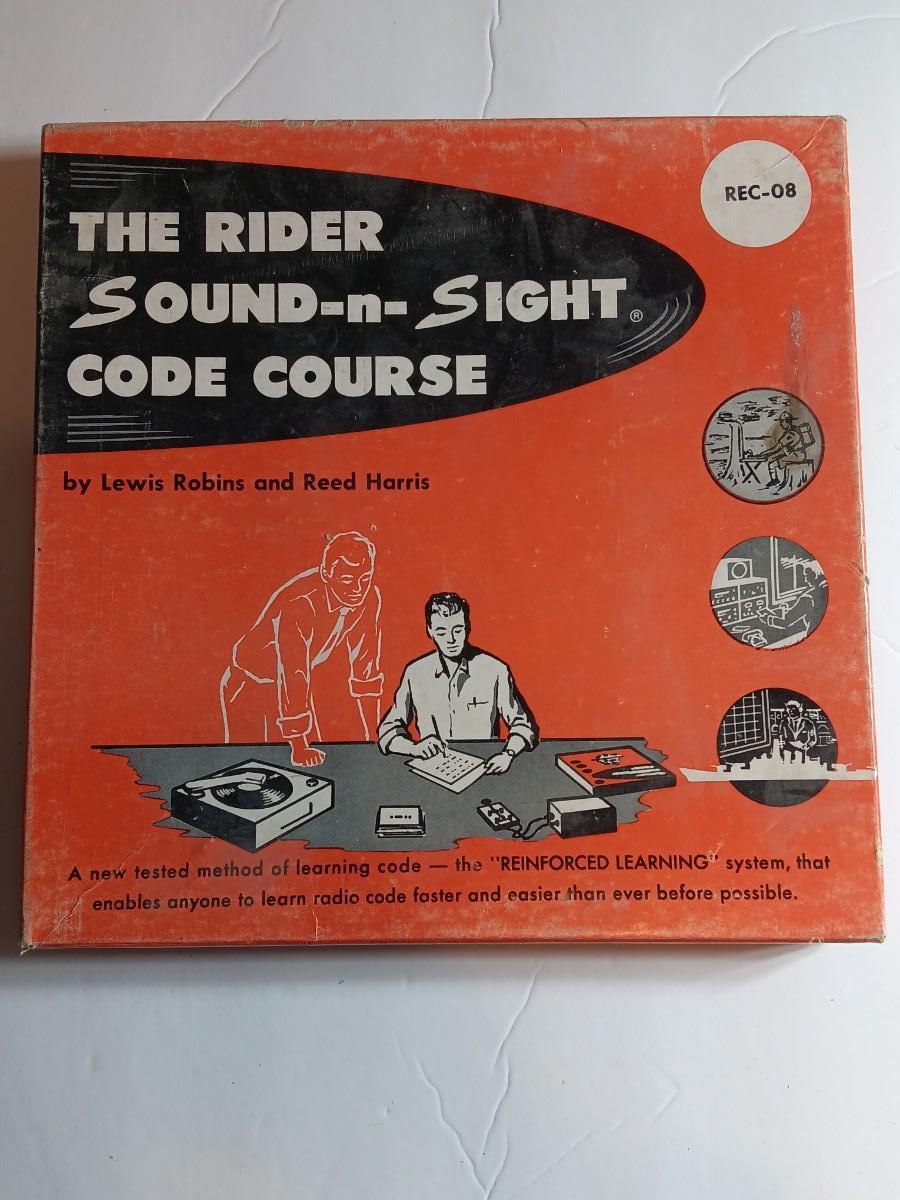 REC-08
THE RIDER
SOUND-n-SIGHT®
CODE COURSE
by Lewis Robins and Reed Harris
A new tested method of learning code — the "REINFORCED LEARNING" system, that
enables anyone to learn radio code faster and easier than ever before possible.